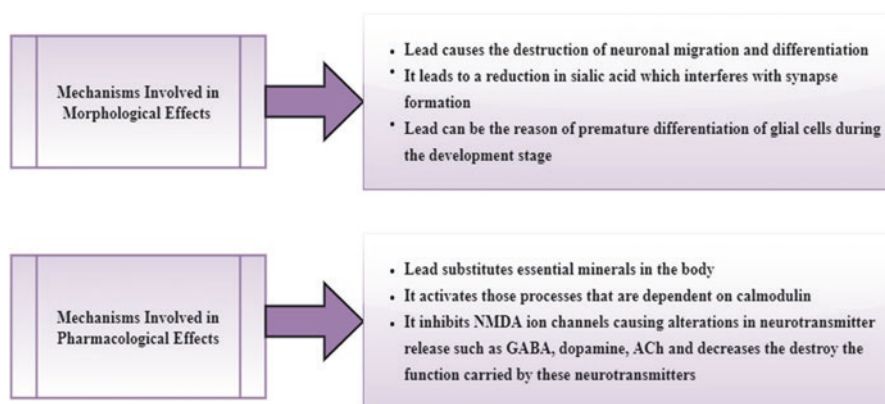 Mechanisms Involved in
Morphological Effects
• Lead causes the destruction of neuronal migration and differentiation
• It leads to a reduction in sialic acid which interferes with synapse
formation
• Lead can be the reason of premature differentiation of glial cells during
the development stage
Mechanisms Involved in
Pharmacological Effects
• Lead substitutes essential minerals in the body
• It activates those processes that are dependent on calmodulin
• It inhibits NMDA ion channels causing alterations in neurotransmitter
release such as GABA, dopamine, ACh and decreases the destroy the
function carried by these neurotransmitters